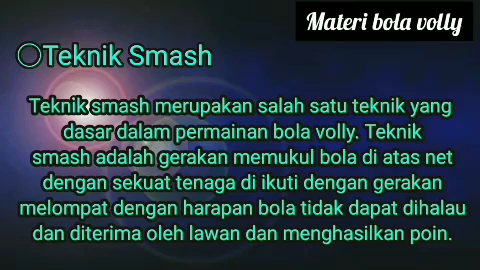 Materi bola volly
○Teknik Smash
Teknik smash merupakan salah satu teknik yang
dasar dalam permainan bola volly. Teknik
smash adalah gerakan memukul bola di atas net
dengan sekuat tenaga di ikuti dengan gerakan
melompat dengan harapan bola tidak dapat dihalau
dan diterima oleh lawan dan menghasilkan poin.